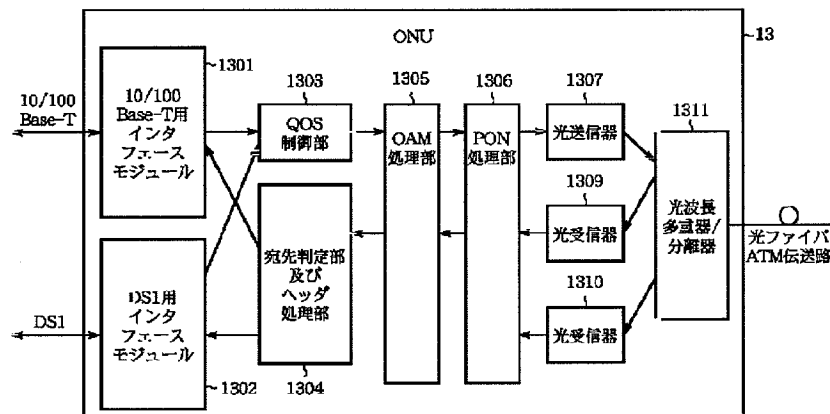 ONU
13
1301
10/100
Base-T
10/100
Base-T用
インタ
フェース
モジュール
1303
QOS
制御部
1305
OAM
処理部
1306
PON
処理部
1307
光送信器
1311
光波長
多重器/
分離器
光ファイバ
ATM伝送路
1309
光受信器
1310
光受信器
宛先判定部
及び
ヘッダ
処理部
1304
DS1
DS1用
インタ
フェース
モジュール
1302